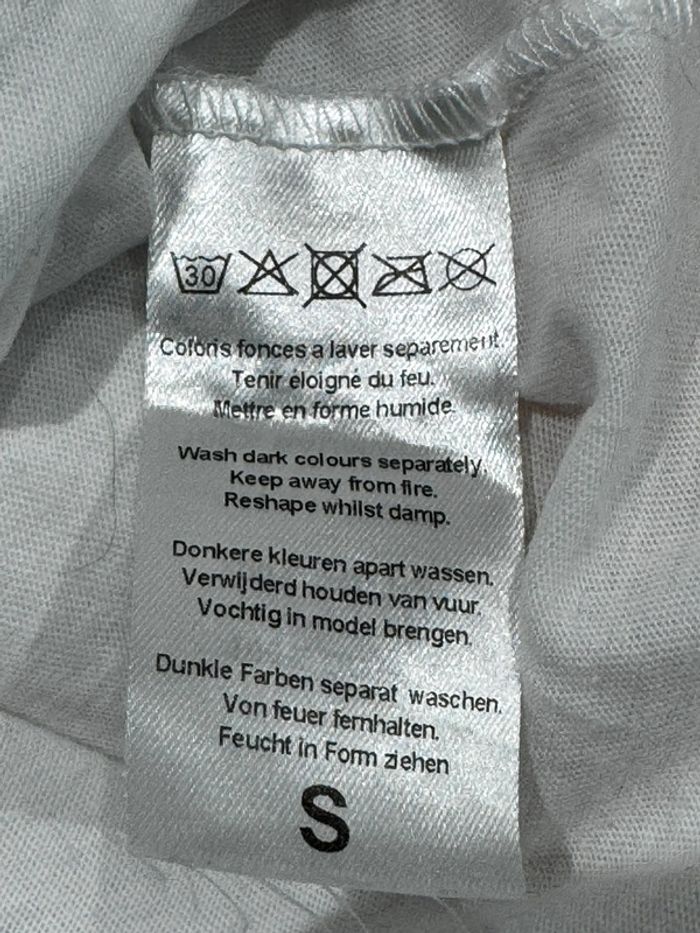 30
Coloris fonces a laver separement.
Tenir éloigné du feu.
Mettre en forme humide.
Wash dark colours separately.
Keep away from fire.
Reshape whilst damp.
Donkere kleuren apart wassen.
Verwijderd houden van vuur.
Vochtig in model brengen.
Dunkle Farben separat waschen.
Von feuer fernhalten.
Feucht in Form ziehen
S